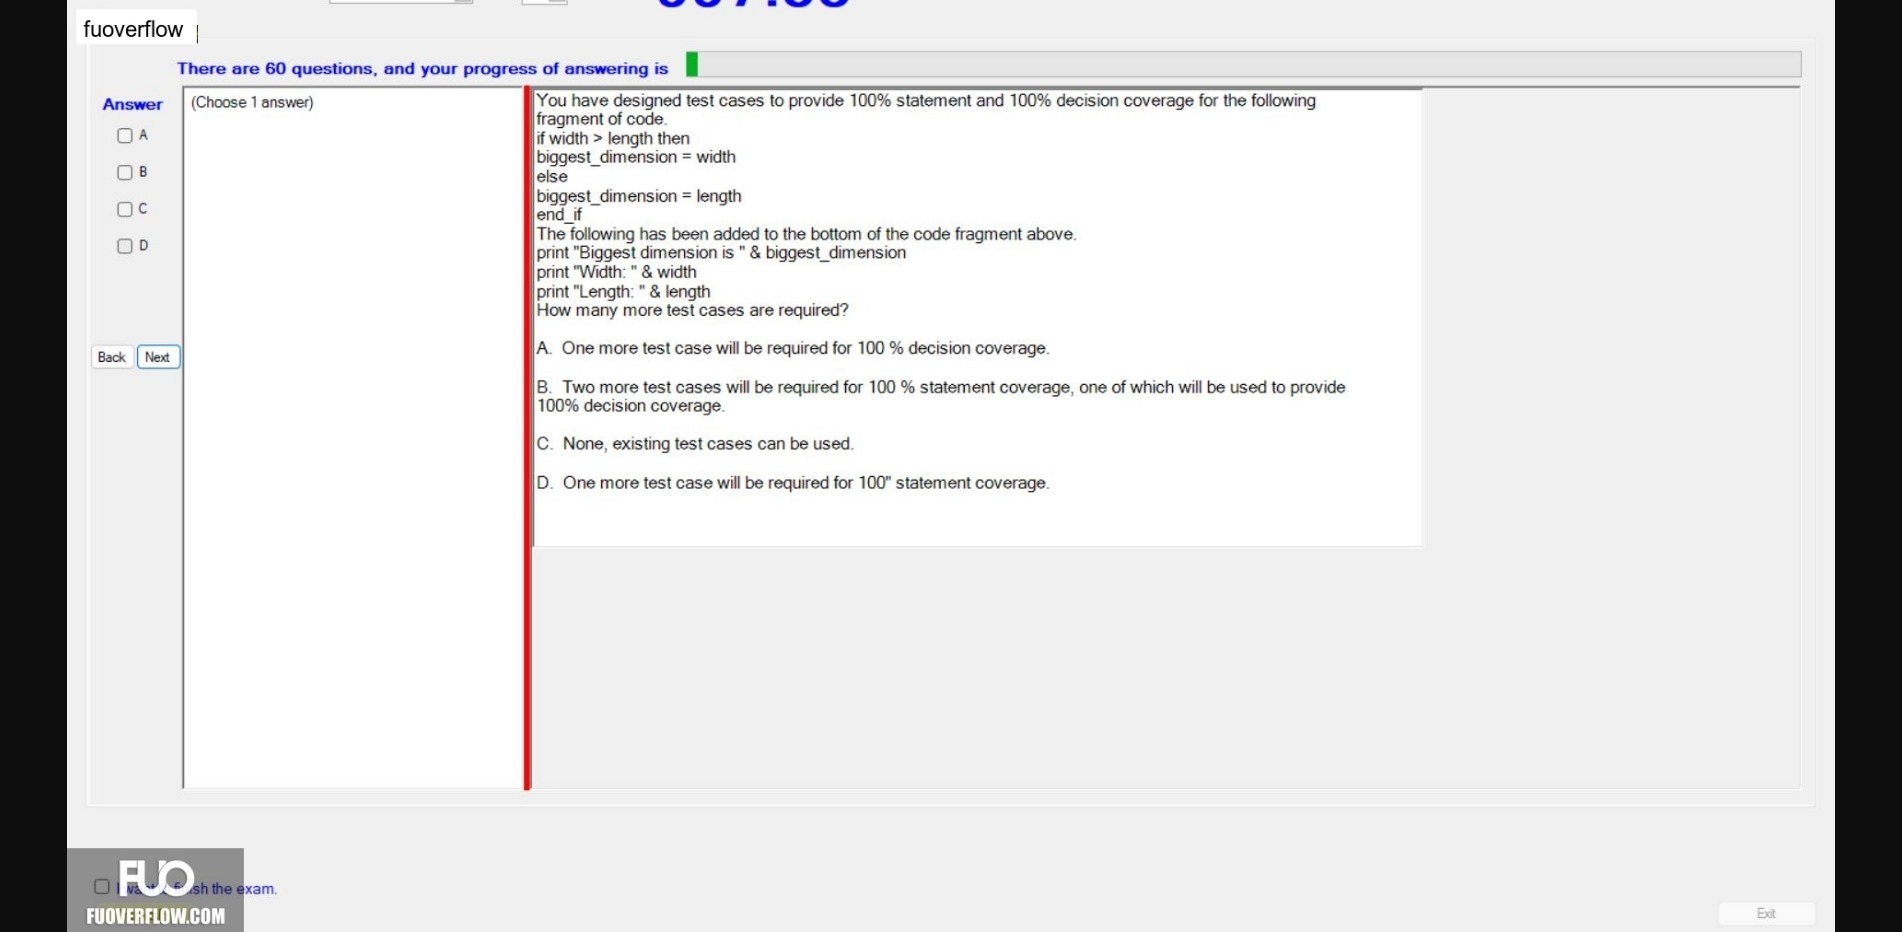 fuoverflow
There are 60 questions, and your progress of answering is
Answer
(Choose 1 answer)
A
B
C
D
Back
Next
You have designed test cases to provide 100% statement and 100% decision coverage for the following
fragment of code.
if width > length then
biggest_dimension = width
else
biggest_dimension = length
end_if
The following has been added to the bottom of the code fragment above.
print "Biggest dimension is " & biggest_dimension
print "Width: " & width
print "Length: " & length
How many more test cases are required?
A. One more test case will be required for 100 % decision coverage.
B. Two more test cases will be required for 100 % statement coverage, one of which will be used to provide
100% decision coverage.
C. None, existing test cases can be used.
D. One more test case will be required for 100" statement coverage.
FUO
I want finish the exam.
FUOVERFLOW.COM
Exit